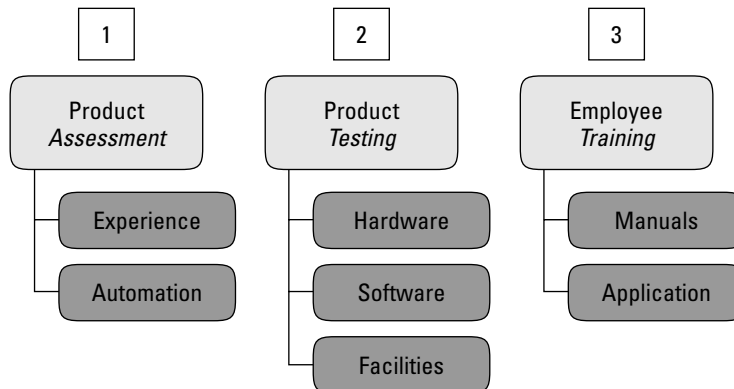 1
Product
Assessment
Experience
Automation
2
Product
Testing
Hardware
Software
Facilities
3
Employee
Training
Manuals
Application